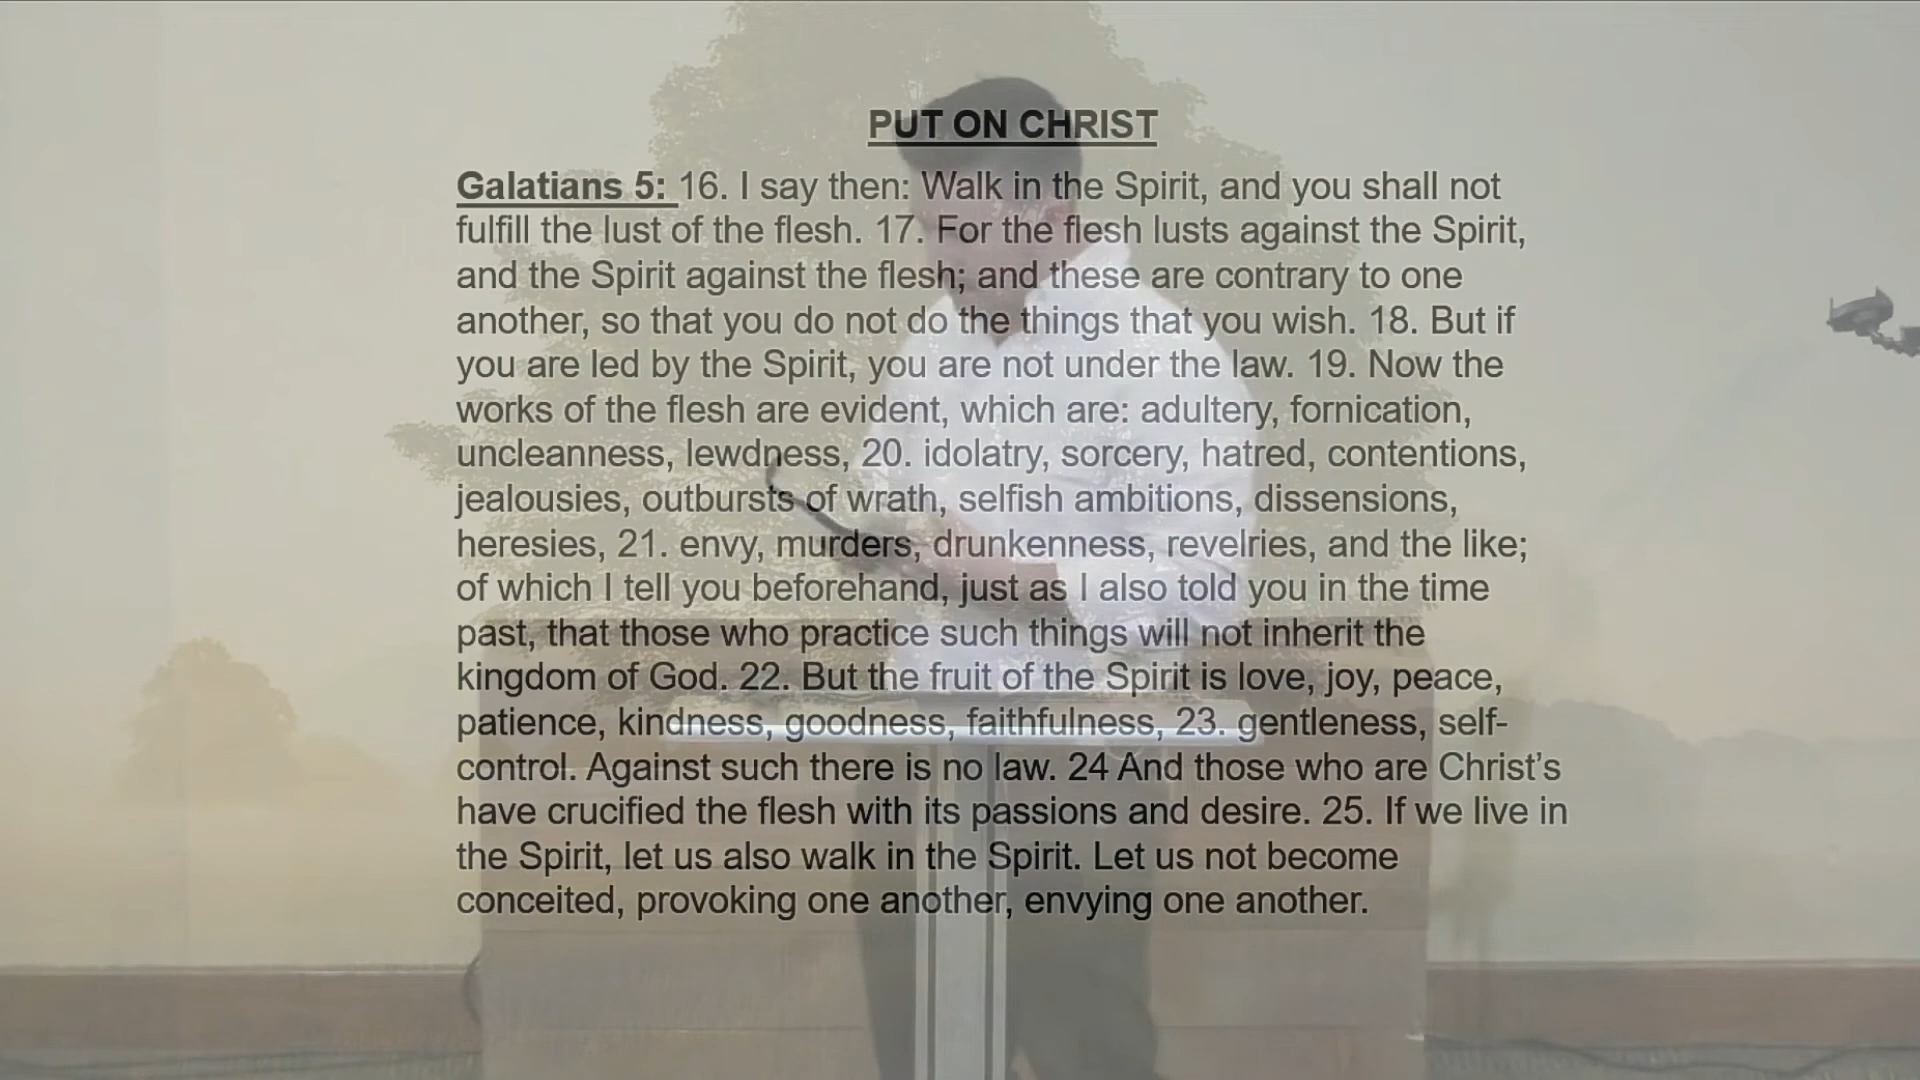 PUT ON CHRIST
Galatians 5: 16. I say then: Walk in the Spirit, and you shall not
fulfill the lust of the flesh. 17. For the flesh lusts against the Spirit,
and the Spirit against the flesh; and these are contrary to one
another, so that you do not do the things that you wish. 18. But if
you are led by the Spirit, you are not under the law. 19. Now the
works of the flesh are evident, which are: adultery, fornication,
uncleanness, lewdness, 20. idolatry, sorcery, hatred, contentions,
jealousies, outbursts of wrath, selfish ambitions, dissensions,
heresies, 21. envy, murders, drunkenness, revelries, and the like;
of which I tell you beforehand, just as I also told you in the time
past, that those who practice such things will not inherit the
kingdom of God. 22. But the fruit of the Spirit is love, joy, peace,
patience, kindness, goodness, faithfulness, 23. gentleness, self-
control. Against such there is no law. 24 And those who are Christ’s
have crucified the flesh with its passions and desire. 25. If we live in
the Spirit, let us also walk in the Spirit. Let us not become
conceited, provoking one another, envying one another.